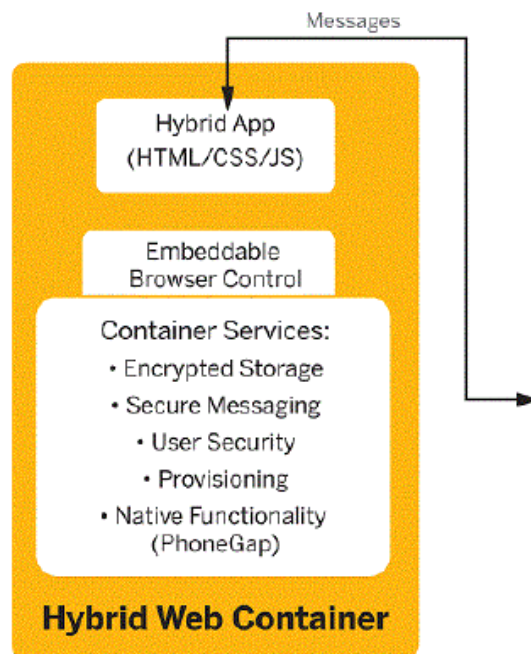 Messages
Hybrid App
(HTML/CSS/JS)
Embeddable
Browser Control
Container Services:
• Encrypted Storage
• Secure Messaging
• User Security
• Provisioning
• Native Functionality
(PhoneGap)
Hybrid Web Container